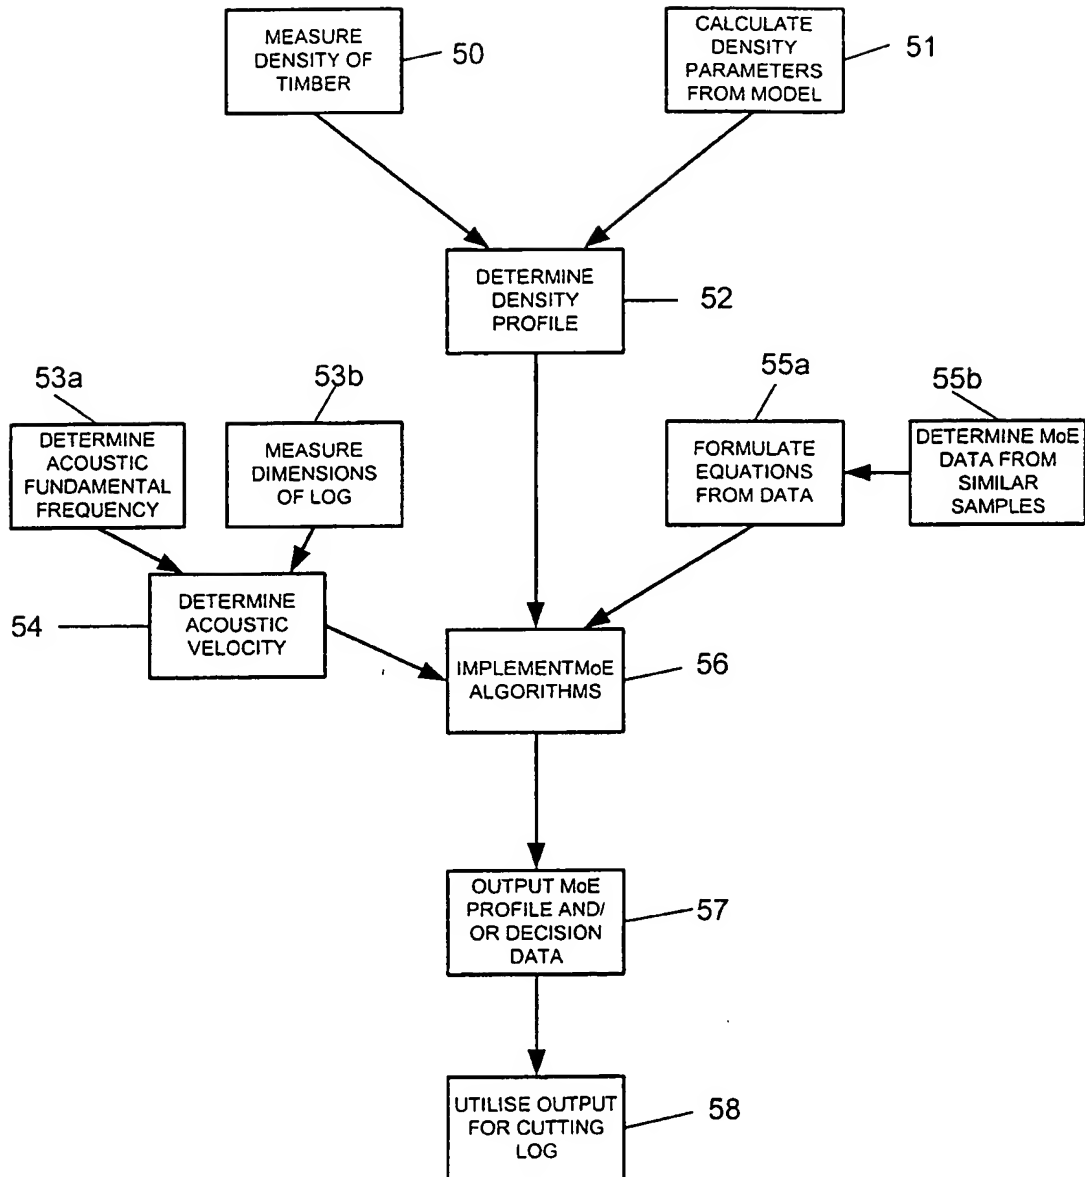 MEASURE
DENSITY OF
TIMBER
50
CALCULATE
DENSITY
PARAMETERS
FROM MODEL
51
DETERMINE
DENSITY
PROFILE
52
53a
DETERMINE
ACOUSTIC
FUNDAMENTAL
FREQUENCY
53b
MEASURE
DIMENSIONS
OF LOG
55a
FORMULATE
EQUATIONS
FROM DATA
55b
DETERMINE MoE
DATA FROM
SIMILAR
SAMPLES
54
DETERMINE
ACOUSTIC
VELOCITY
IMPLEMENTMoE
ALGORITHMS
56
OUTPUT MoE
PROFILE AND/
OR DECISION
DATA
57
UTILISE OUTPUT
FOR CUTTING
LOG
58